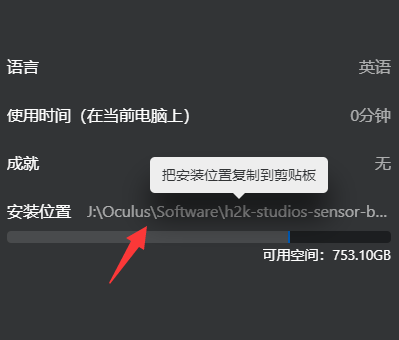 语言 英语
使用时间（在当前电脑上） 0分钟
成就 无
把安装位置复制到剪贴板
安装位置 J:\Oculus\Software\h2k-studios-sensor-b...
可用空间：753.10GB